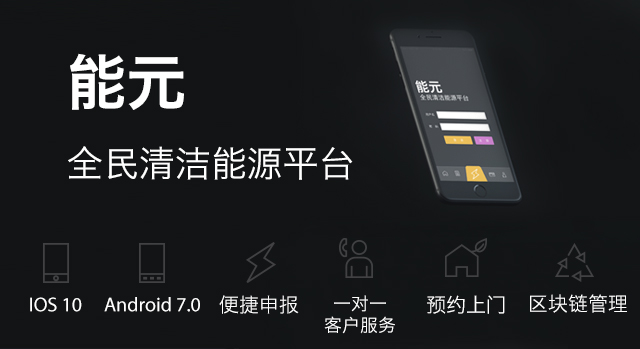 能元
全民清洁能源平台
能元
全民清洁能源平台
IOS 10
Android 7.0
便捷申报
一对一
客户服务
预约上门
区块链管理